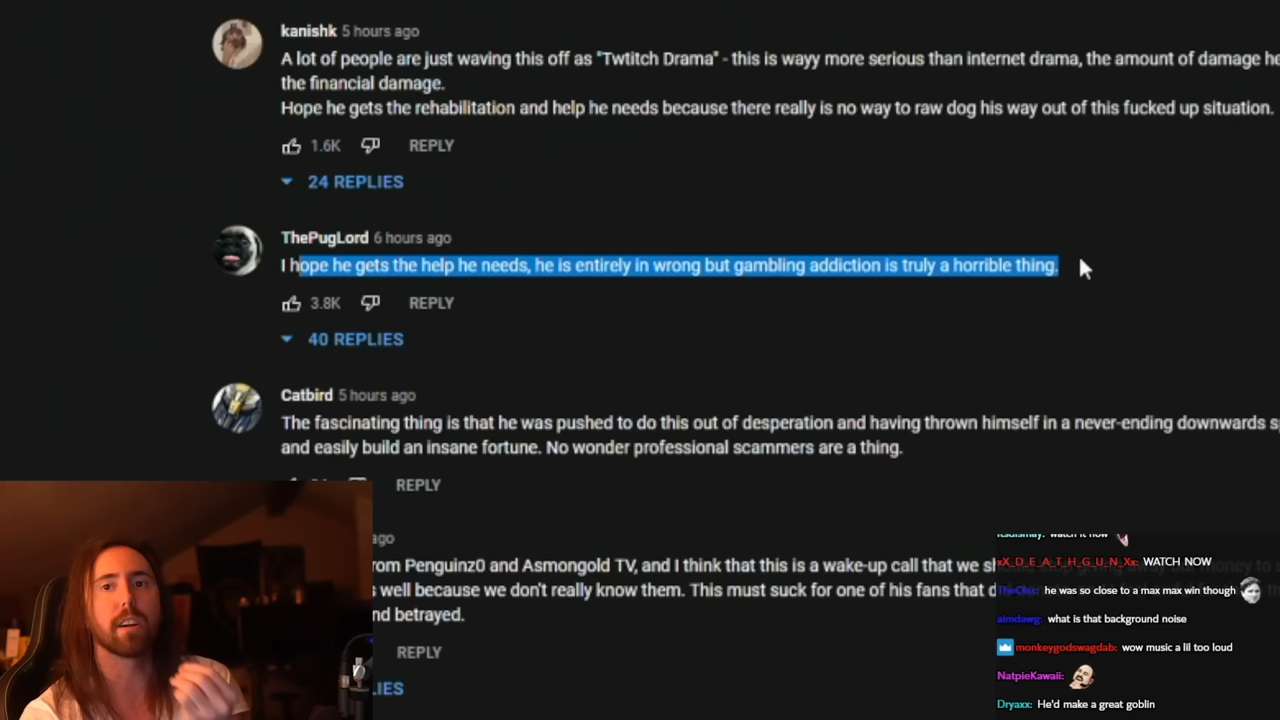 kanishk 5 hours ago
A lot of people are just waving this off as "Twtitch Drama" - this is wayy more serious than internet drama, the amount of damage he
the financial damage.
Hope he gets the rehabilitation and help he needs because there really is no way to raw dog his way out of this fucked up situation.
1.6K REPLY
24 REPLIES
ThePugLord 6 hours ago
I hope he gets the help he needs, he is entirely in wrong but gambling addiction is truly a horrible thing.
3.8K REPLY
40 REPLIES
Catbird 5 hours ago
The fascinating thing is that he was pushed to do this out of desperation and having thrown himself in a never-ending downwards s
and easily build an insane fortune. No wonder professional scammers are a thing.
REPLY
ago
rom Penguinz0 and Asmongold TV, and I think that this is a wake-up call that we sh
s well because we don't really know them. This must suck for one of his fans that d
nd betrayed.
REPLY
LIES
itsdismay: watch it now
xX_D_E_A_T_H_G_U_N_Xx: WATCH NOW
he was so close to a max max win though
aimdawg: what is that background noise
monkeygodswagdab: wow music a lil too loud
NatpieKawaii:
Dryaxx: He'd make a great goblin